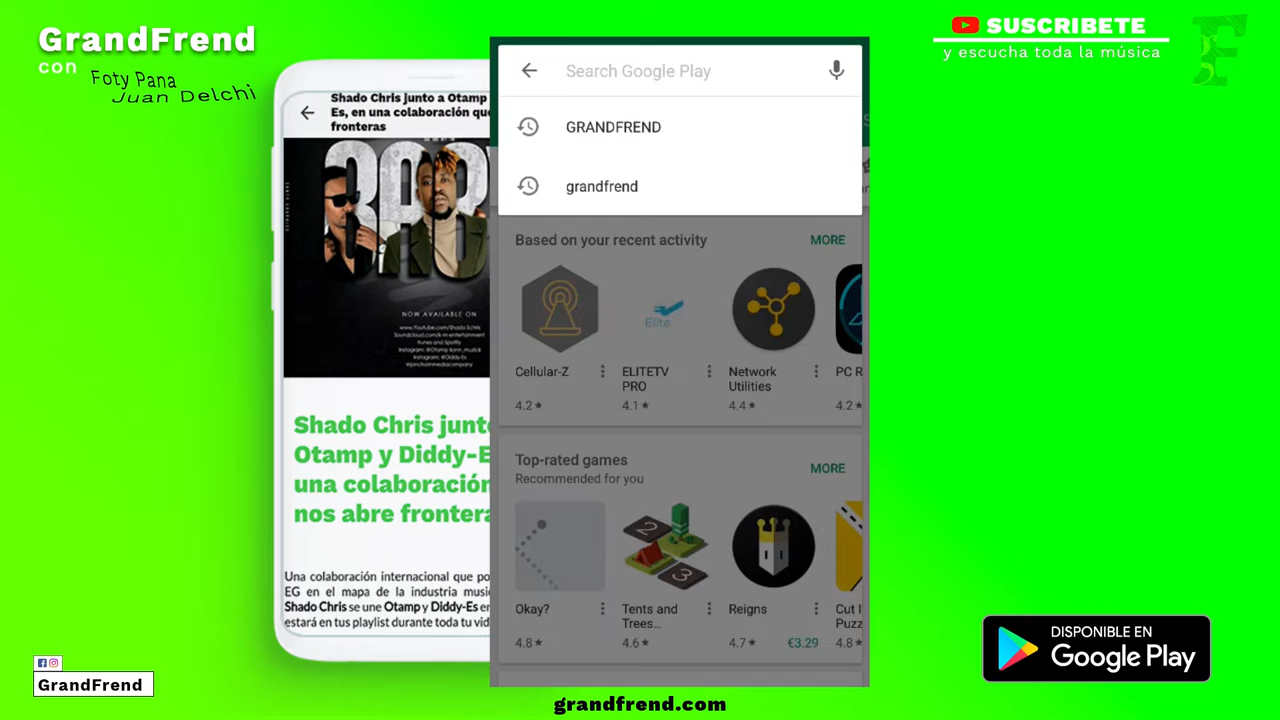 GrandFrend
con
Foty Pana
Juan Delchi
SUSCRIBETE
y escucha toda la música
F
Shado Chris junto a Otamp
Es, en una colaboración que
fronteras
NOW AVAILABLE ON
Search Google Play
GRANDFREND
grandfrend
Based on your recent activity
MORE
Elite
Cellular-Z
4.2★
ELITETV
PRO
4.1★
Network
Utilities
4.4★
PC R
4.2★
Top-rated games
Recommended for you
MORE
2
3
Okay?
4.8★
Tents and
Trees...
4.6★
Reigns
4.7★
€3.29
Cut I
Puzz
4.8★
Shado Chris junt
Otamp y Diddy-E
una colaboración
nos abre frontera
Una colaboración internacional que po
EG en el mapa de la industria musi
Shado Chris se une Otamp y Diddy-Es en
estará en tus playlist durante toda tu vid
GrandFrend
DISPONIBLE EN
Google Play
grandfrend.com